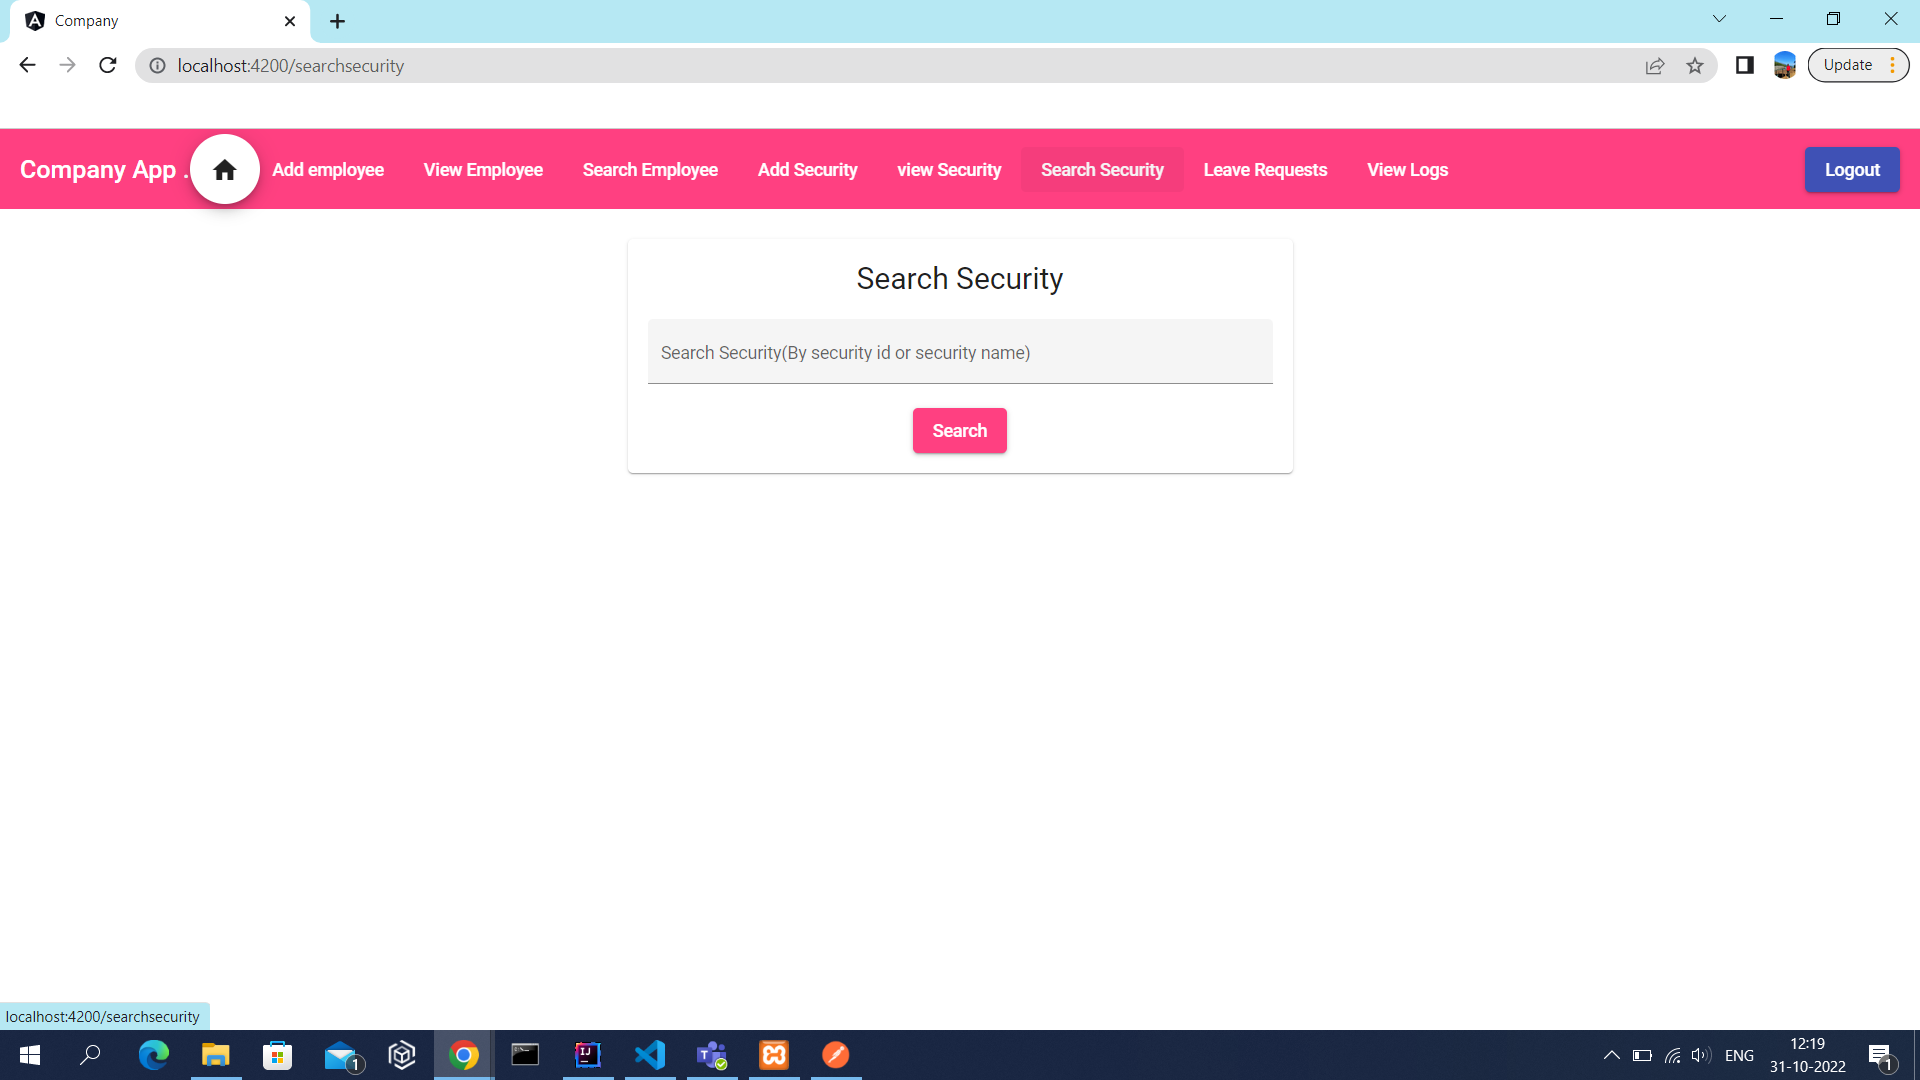 Company
localhost:4200/searchsecurity
Update
Company App .
Add employee
View Employee
Search Employee
Add Security
view Security
Search Security
Leave Requests
View Logs
Logout
Search Security
Search Security(By security id or security name)
Search
localhost:4200/searchsecurity
1
IJ
T
ENG
12:19
31-10-2022
1